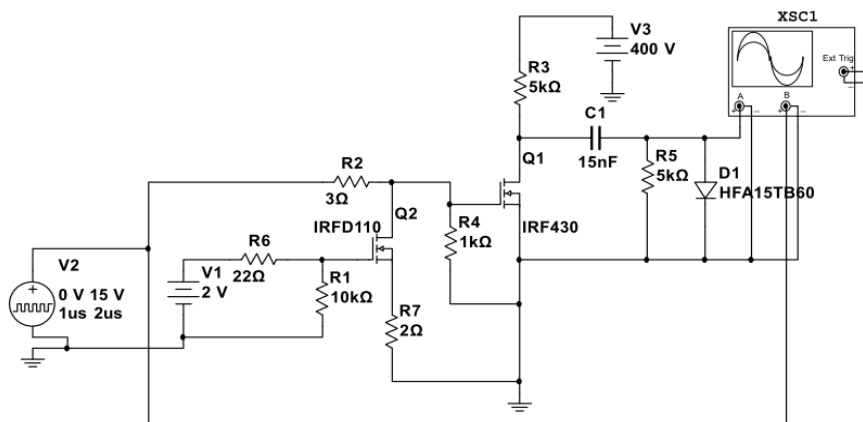 XSC1
V3
400 V
Ext Trig
+
–
R3
5kΩ
A
B
+ – + –
C1
15nF
Q1
R2
3Ω
R5
5kΩ
D1
HFA15TB60
Q2
IRFD110
R4
1kΩ
IRF430
R6
22Ω
V2
V1
2 V
R1
10kΩ
+
0 V 15 V
1us 2us
R7
2Ω